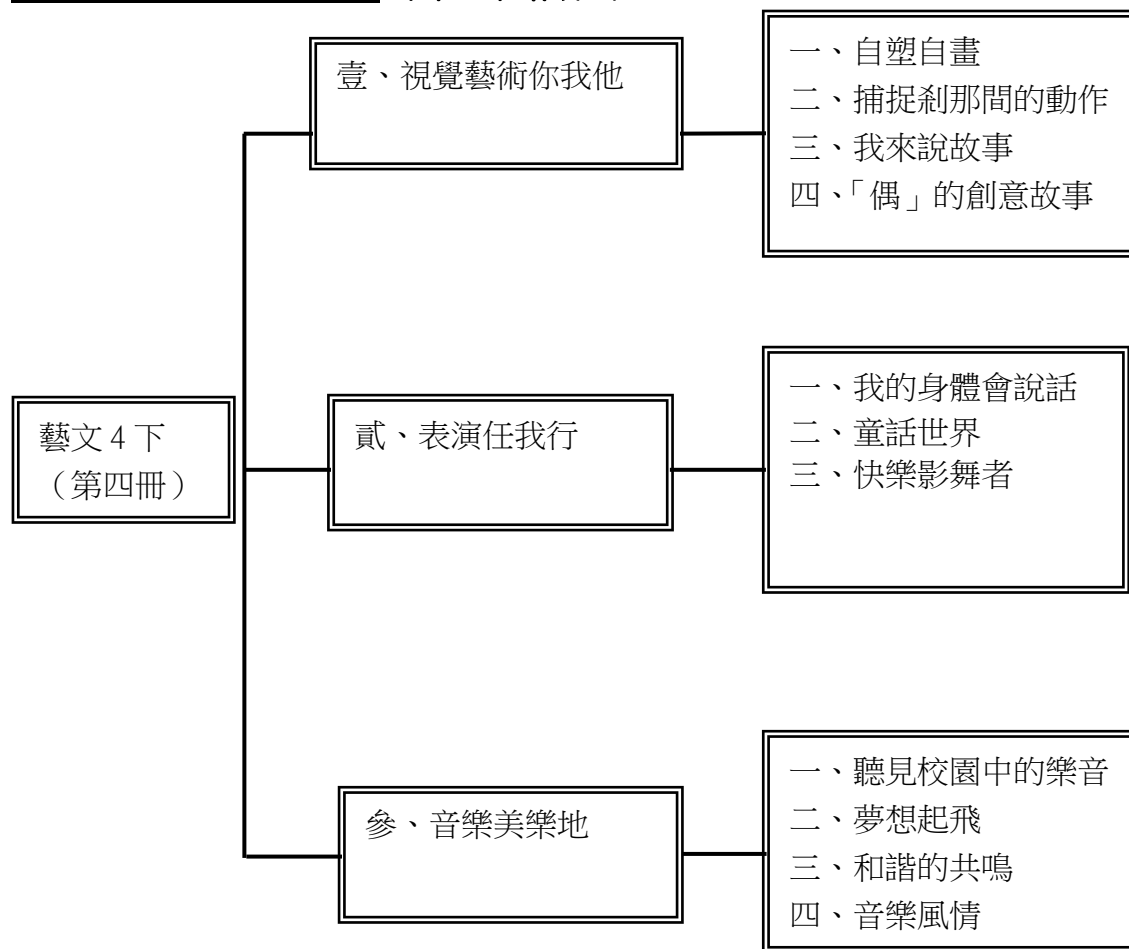 壹、視覺藝術你我他
一、自塑自畫
二、捕捉剎那間的動作
三、我來說故事
四、「偶」的創意故事
藝文 4 下
（第四冊）
貳、表演任我行
一、我的身體會說話
二、童話世界
三、快樂影舞者
參、音樂美樂地
一、聽見校園中的樂音
二、夢想起飛
三、和諧的共鳴
四、音樂風情